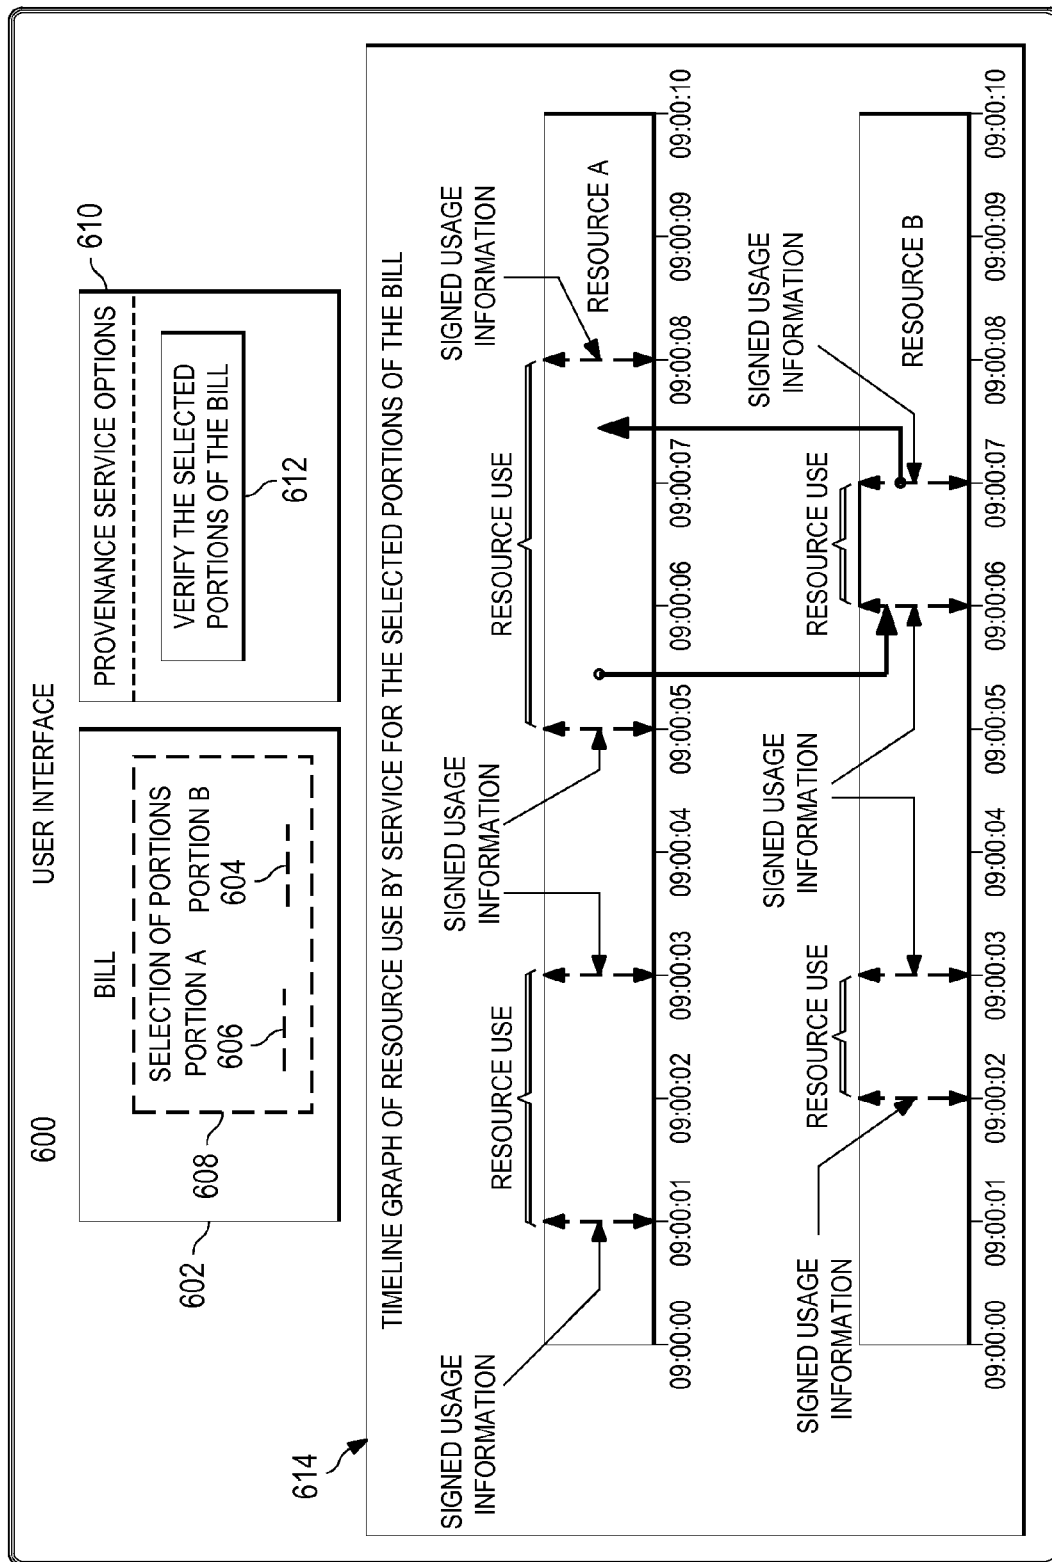 USER INTERFACE
600
BILL
SELECTION OF PORTIONS
PORTION A
PORTION B
606
604
608
602
PROVENANCE SERVICE OPTIONS
610
VERIFY THE SELECTED
PORTIONS OF THE BILL
612
614
TIMELINE GRAPH OF RESOURCE USE BY SERVICE FOR THE SELECTED PORTIONS OF THE BILL
SIGNED USAGE
INFORMATION
SIGNED USAGE
INFORMATION
SIGNED USAGE
INFORMATION
RESOURCE USE
RESOURCE USE
RESOURCE A
09:00:00
09:00:01
09:00:02
09:00:03
09:00:04
09:00:05
09:00:06
09:00:07
09:00:08
09:00:09
09:00:10
SIGNED USAGE
INFORMATION
SIGNED USAGE
INFORMATION
SIGNED USAGE
INFORMATION
RESOURCE USE
RESOURCE USE
RESOURCE B
09:00:00
09:00:01
09:00:02
09:00:03
09:00:04
09:00:05
09:00:06
09:00:07
09:00:08
09:00:09
09:00:10